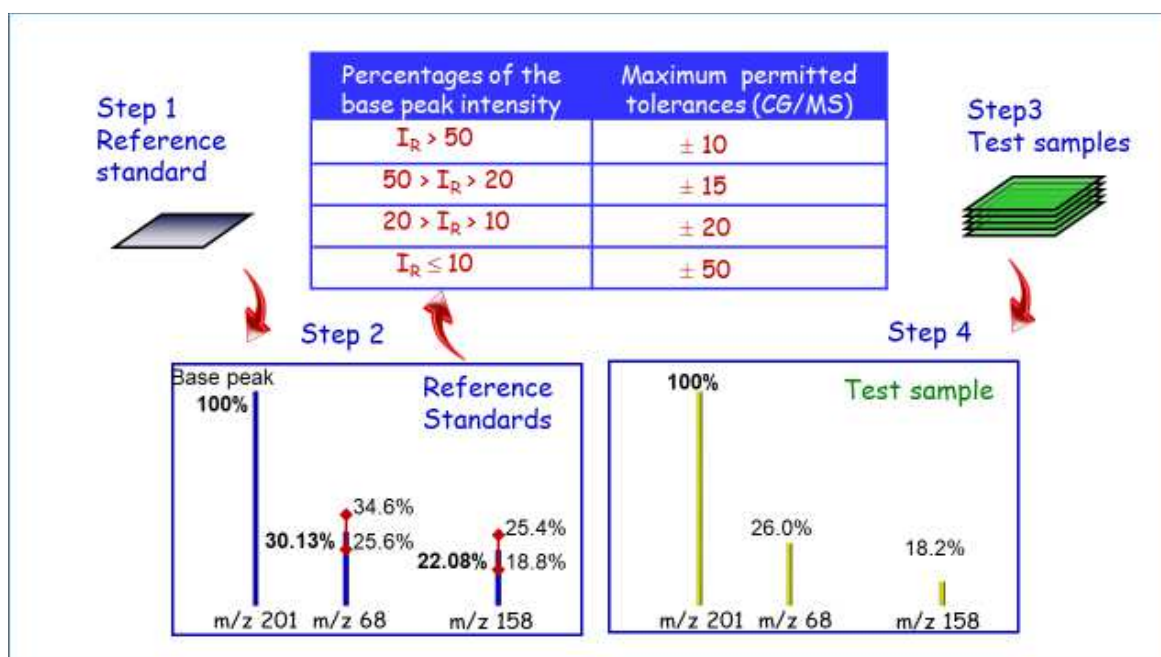 Step 1
Reference
standard
Percentages of the
base peak intensity
Maximum permitted
tolerances (CG/MS)
I_R > 50
± 10
50 > I_R > 20
± 15
20 > I_R > 10
± 20
I_R ≤ 10
± 50
Step3
Test samples
Step 2
Base peak
100%
Reference
Standards
34.6%
30.13%
25.6%
25.4%
22.08%
18.8%
m/z 201
m/z 68
m/z 158
Step 4
100%
Test sample
26.0%
18.2%
m/z 201
m/z 68
m/z 158